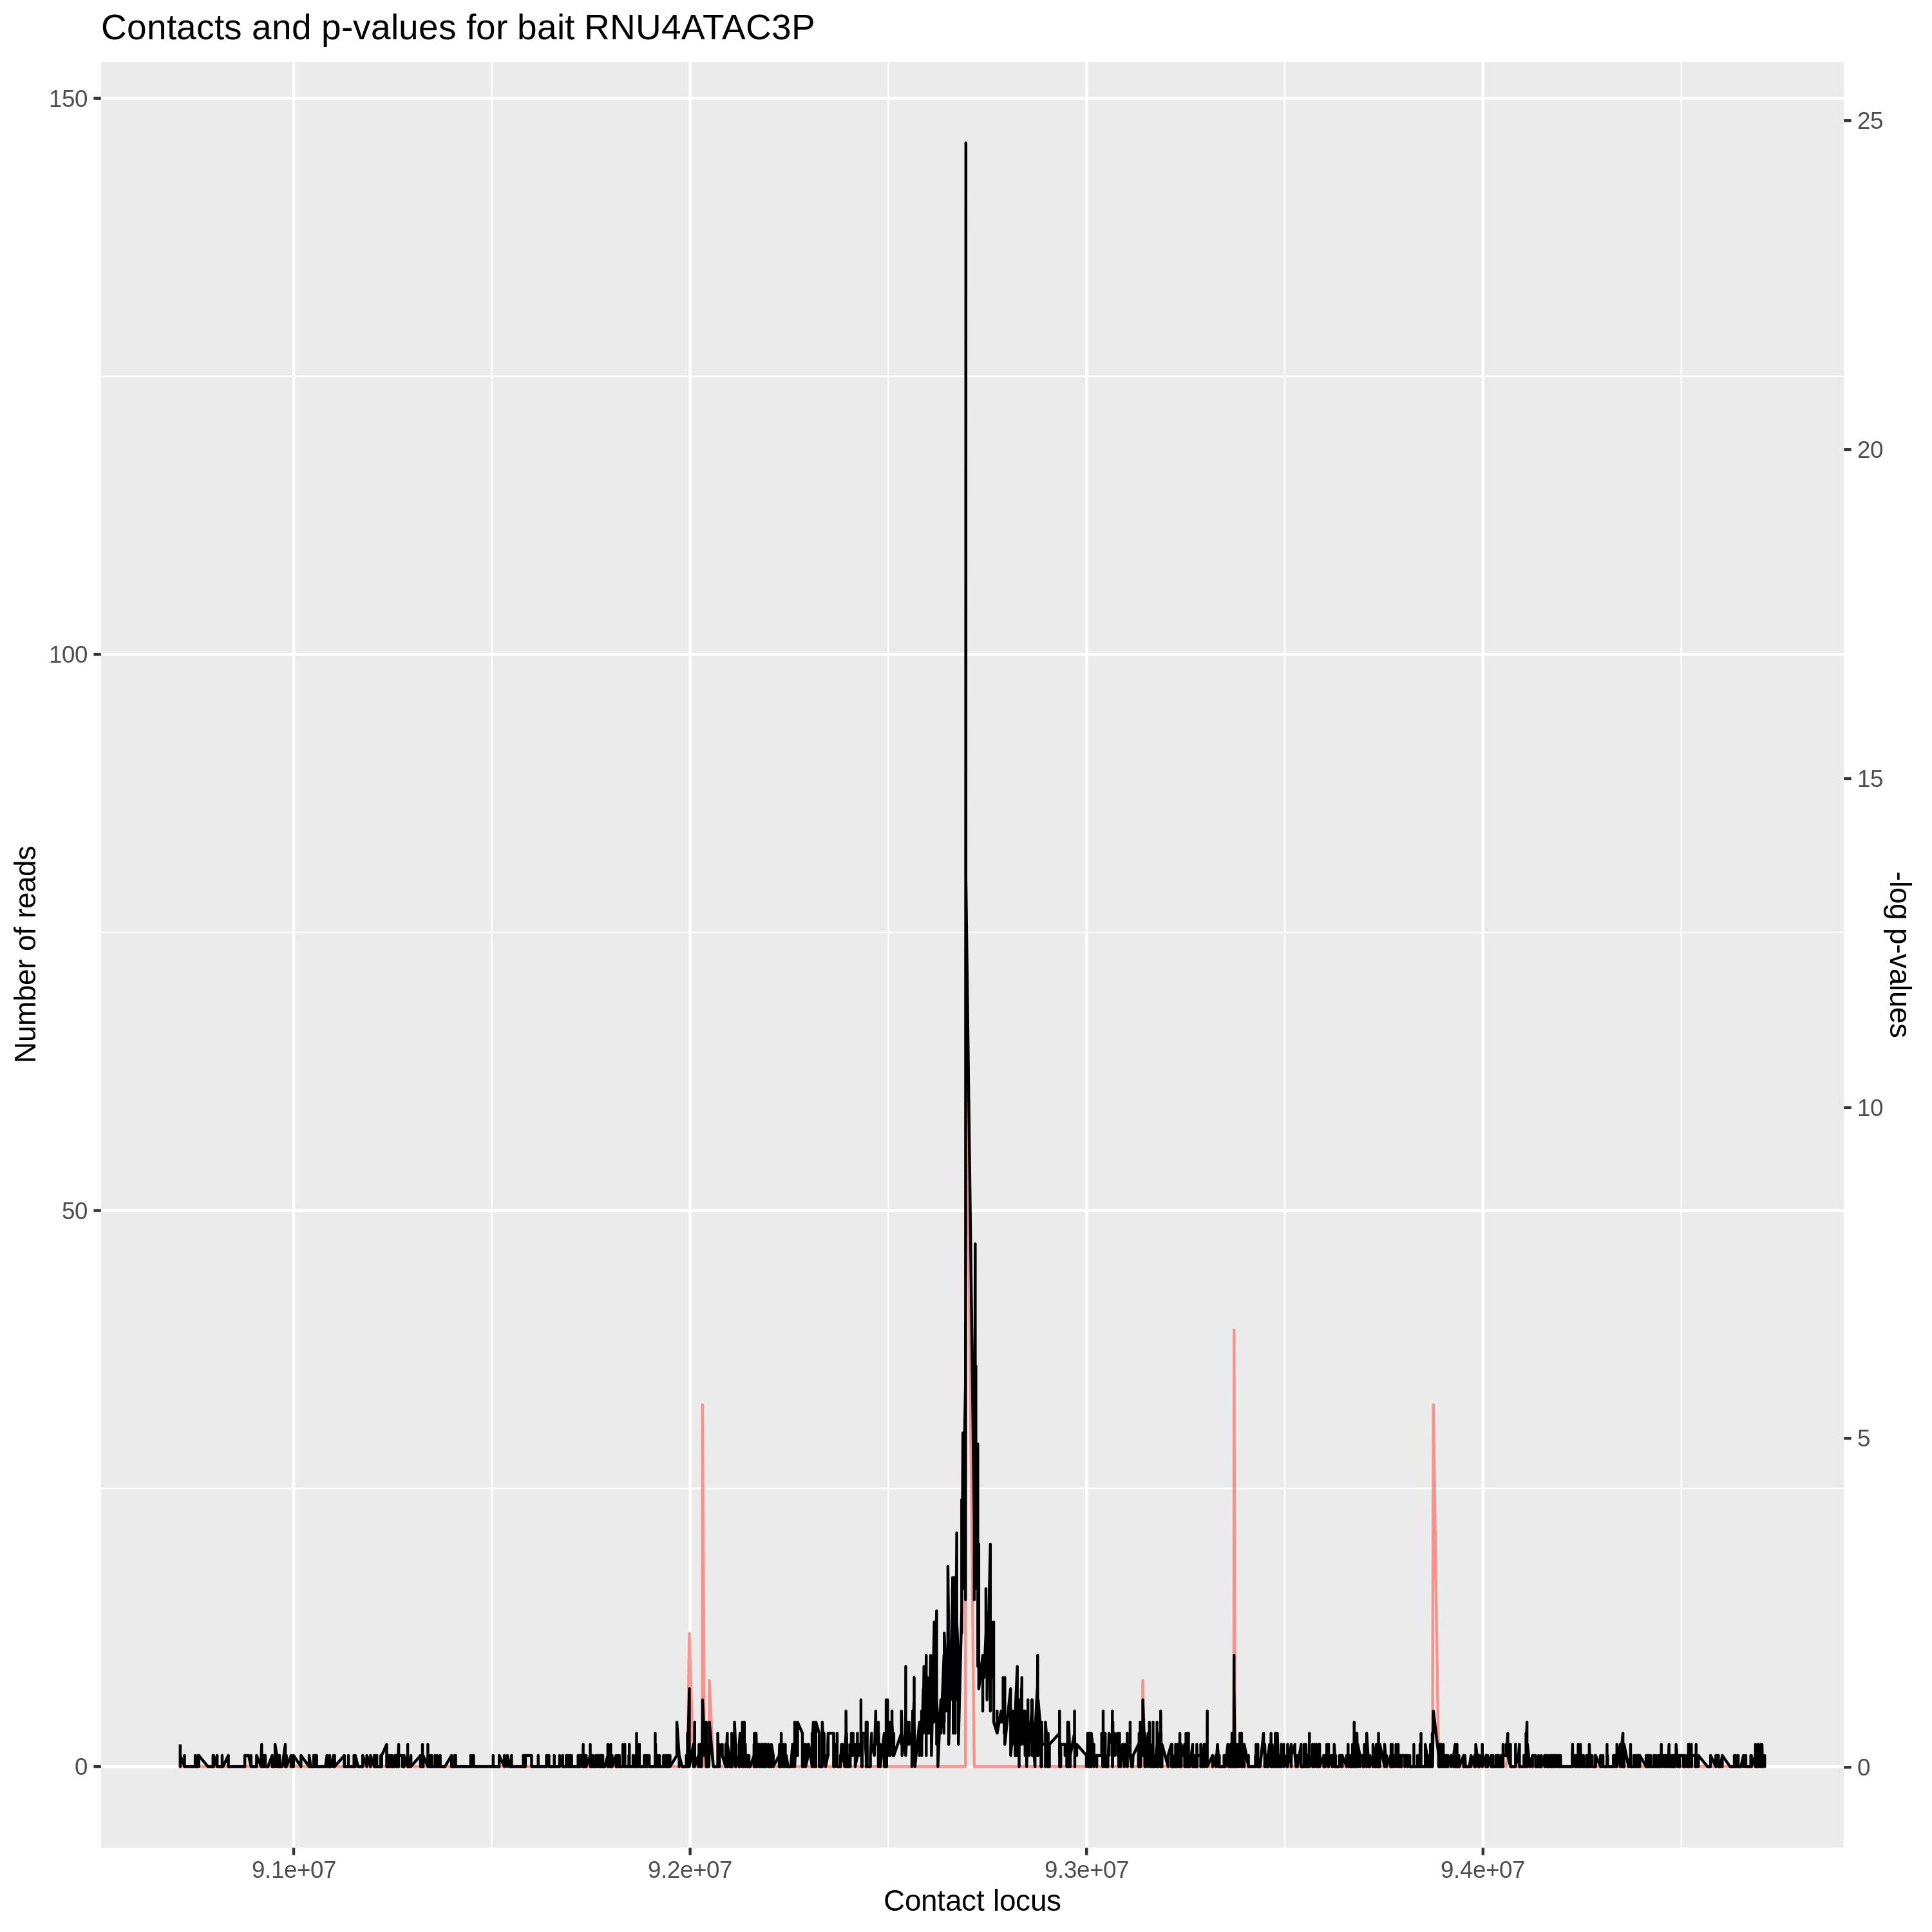 Contacts and p-values for bait RNU4ATAC3P
150
100
50
0
Number of reads
25
20
15
10
5
0
-log p-values
9.1e+07
9.2e+07
9.3e+07
9.4e+07
Contact locus